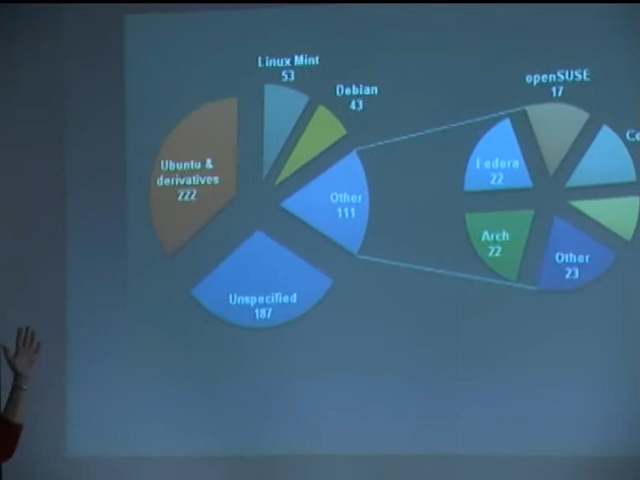 Linux Mint
53
Debian
43
Ubuntu &
derivatives
222
Other
111
Unspecified
187
openSUSE
17
Fedora
22
Arch
22
Other
23